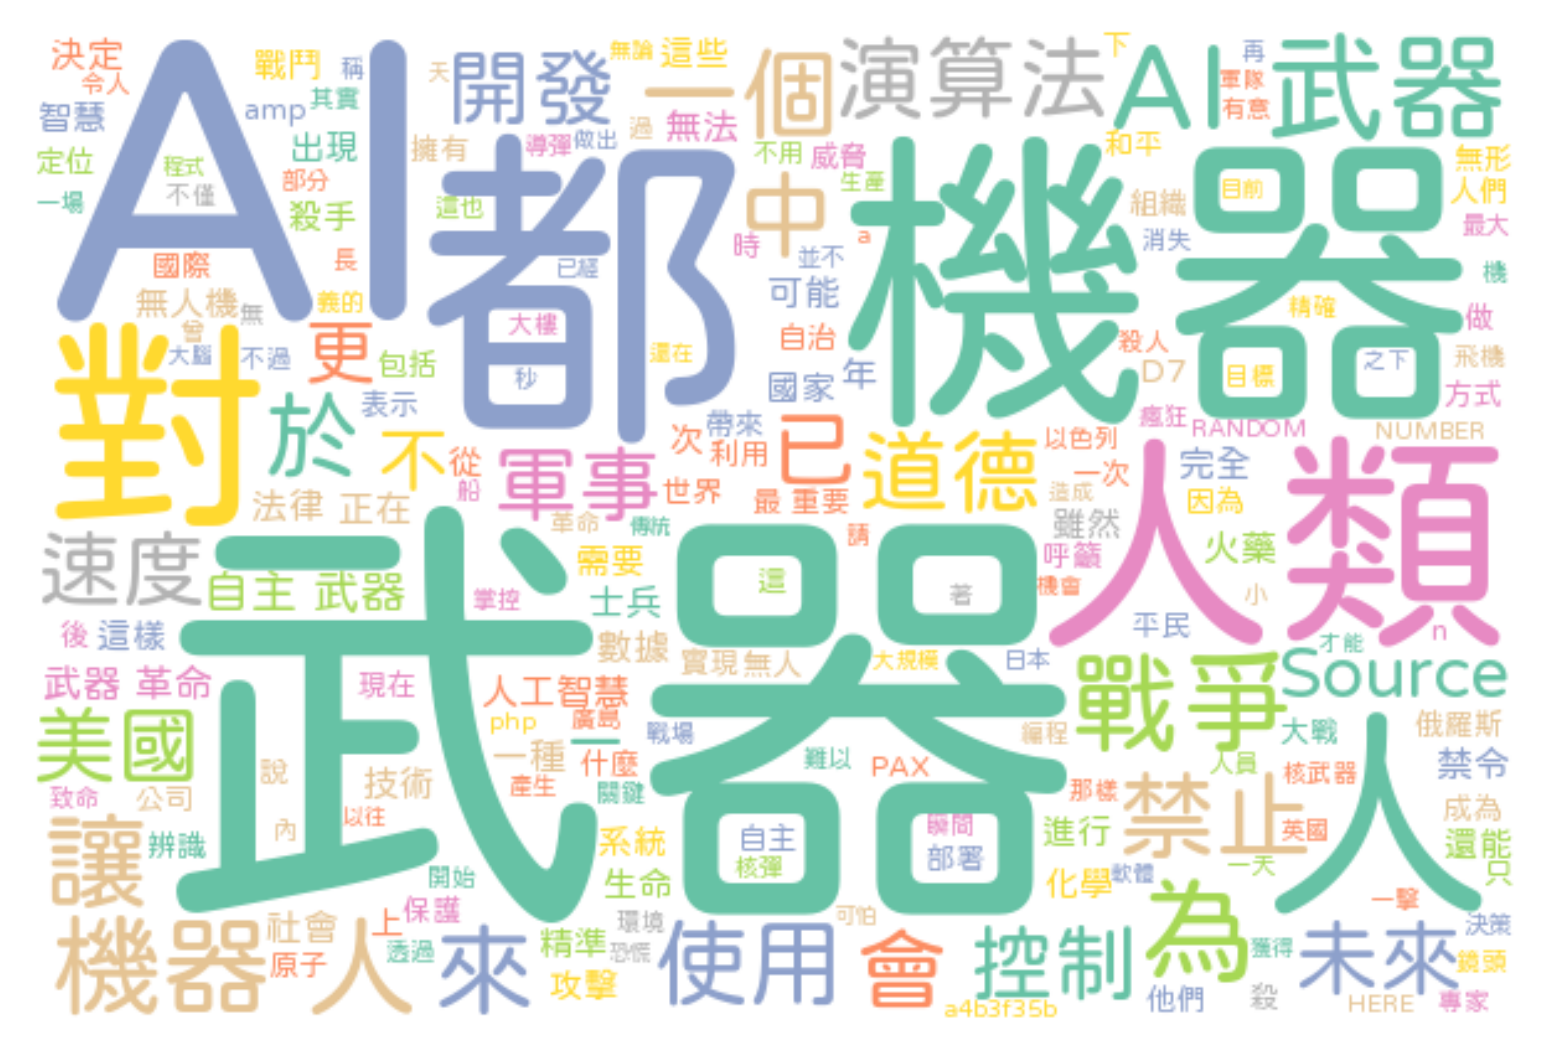 決定
令人
戰鬥
稱
天
開發
無論
這些
一個
演算法
下
AI武器
再
軍隊
有意
智慧
amp
其實
AI
都
機器
過
無法
導彈
做出
不用
威脅
和平
無形
人們
定位
程式
出現
擁有
不僅
部分
生產
目前
一場
殺手
這也
中
組織
最大
時
a
消失
國際
長
已經
並不
機
無人機
義的
無
曾
可能
精確
做
大樓
對
更
自治
殺人
大腦
不過
包括
還在
之下
飛機
秒
國家
年
D7
目標
方式
於
表示
帶來
瘋狂
RANDOM
NUMBER
不
從
次
利用
已
道德
以色列
人類
軍事
一次
完全
船
世界
最 重要
造成
因為
法律
正在
革命
傳統
請
雖然
速度
武器
需要
呼籲
火藥
自主 武器
這
著
機會
小
掌控
士兵
後
這樣
數據
平民
n
才能
實現
無人
大規模
日本
戰爭
Source
武器 革命
現在
人工智慧
美國
php
廣島
戰場
編程
人
大戰
俄羅斯
一種
一
什麼
難以
PAX
人員
禁令
說
技術
產生
關鍵
那樣
核武器
致命
公司
禁止
成為
以往
內
瞬間
讓
辨識
系統
自主
進行
英國
還能
核彈
部署
一天
只
開始
生命
化學
軟體
為
一擊
保護
可怕
機器人
社會
上
環境
決策
原子
透過
來
精準
恐慌
使用
會
控制
獲得
未來
鏡頭
攻擊
a4b3f35b
他們
殺
HERE
專家